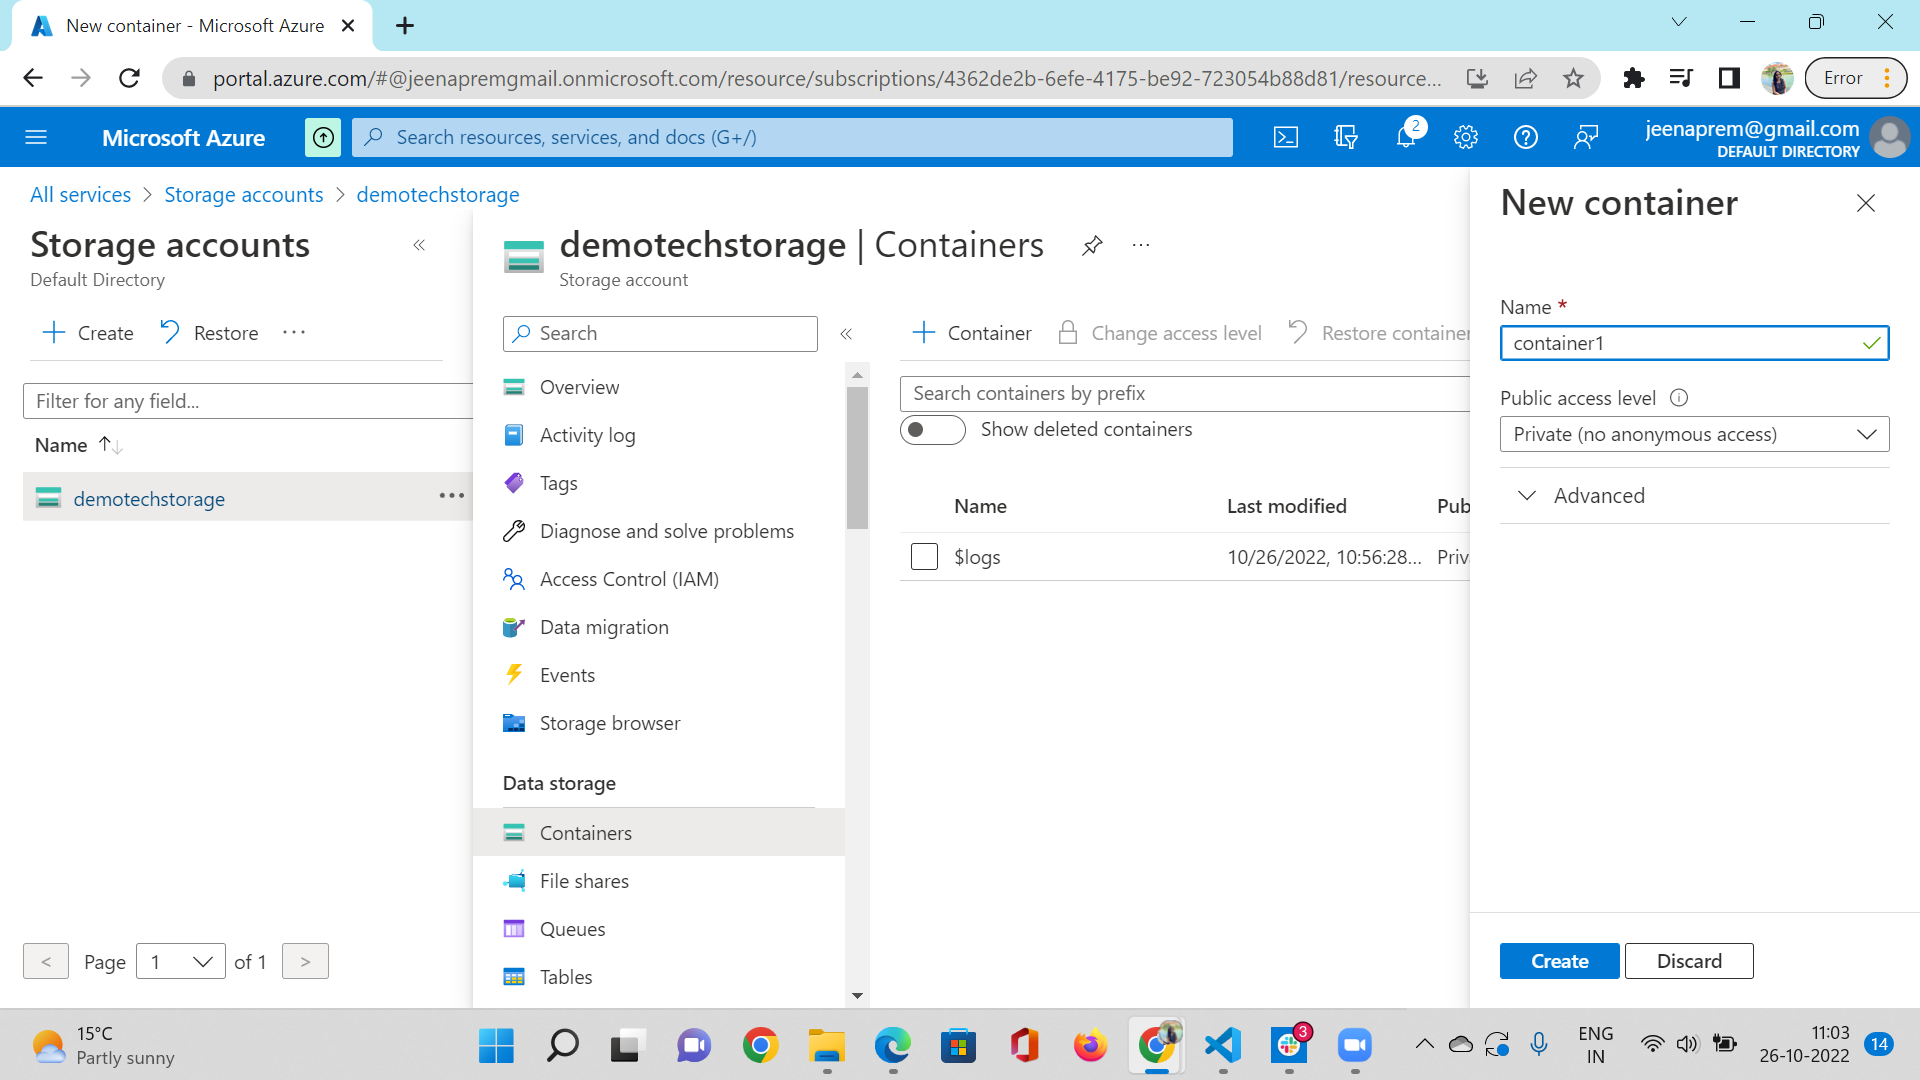 New container - Microsoft Azure
portal.azure.com/#@jeenapremgmail.onmicrosoft.com/resource/subscriptions/4362de2b-6efe-4175-be92-723054b88d81/resource...
Error
Microsoft Azure
Search resources, services, and docs (G+/)
2
jeenaprem@gmail.com
DEFAULT DIRECTORY
All services > Storage accounts > demotechstorage
Storage accounts
Default Directory
Create
Restore
Filter for any field...
Name
demotechstorage
< Page 1 of 1 >
demotechstorage | Containers
Storage account
Search
Overview
Activity log
Tags
Diagnose and solve problems
Access Control (IAM)
Data migration
Events
Storage browser
Data storage
Containers
File shares
Queues
Tables
Container
Change access level
Restore container
Search containers by prefix
Show deleted containers
Name Last modified Pub
$logs 10/26/2022, 10:56:28... Priv
New container
Name *
container1
Public access level
Private (no anonymous access)
Advanced
Create
Discard
15°C
Partly sunny
3
ENG
IN
11:03
26-10-2022
14